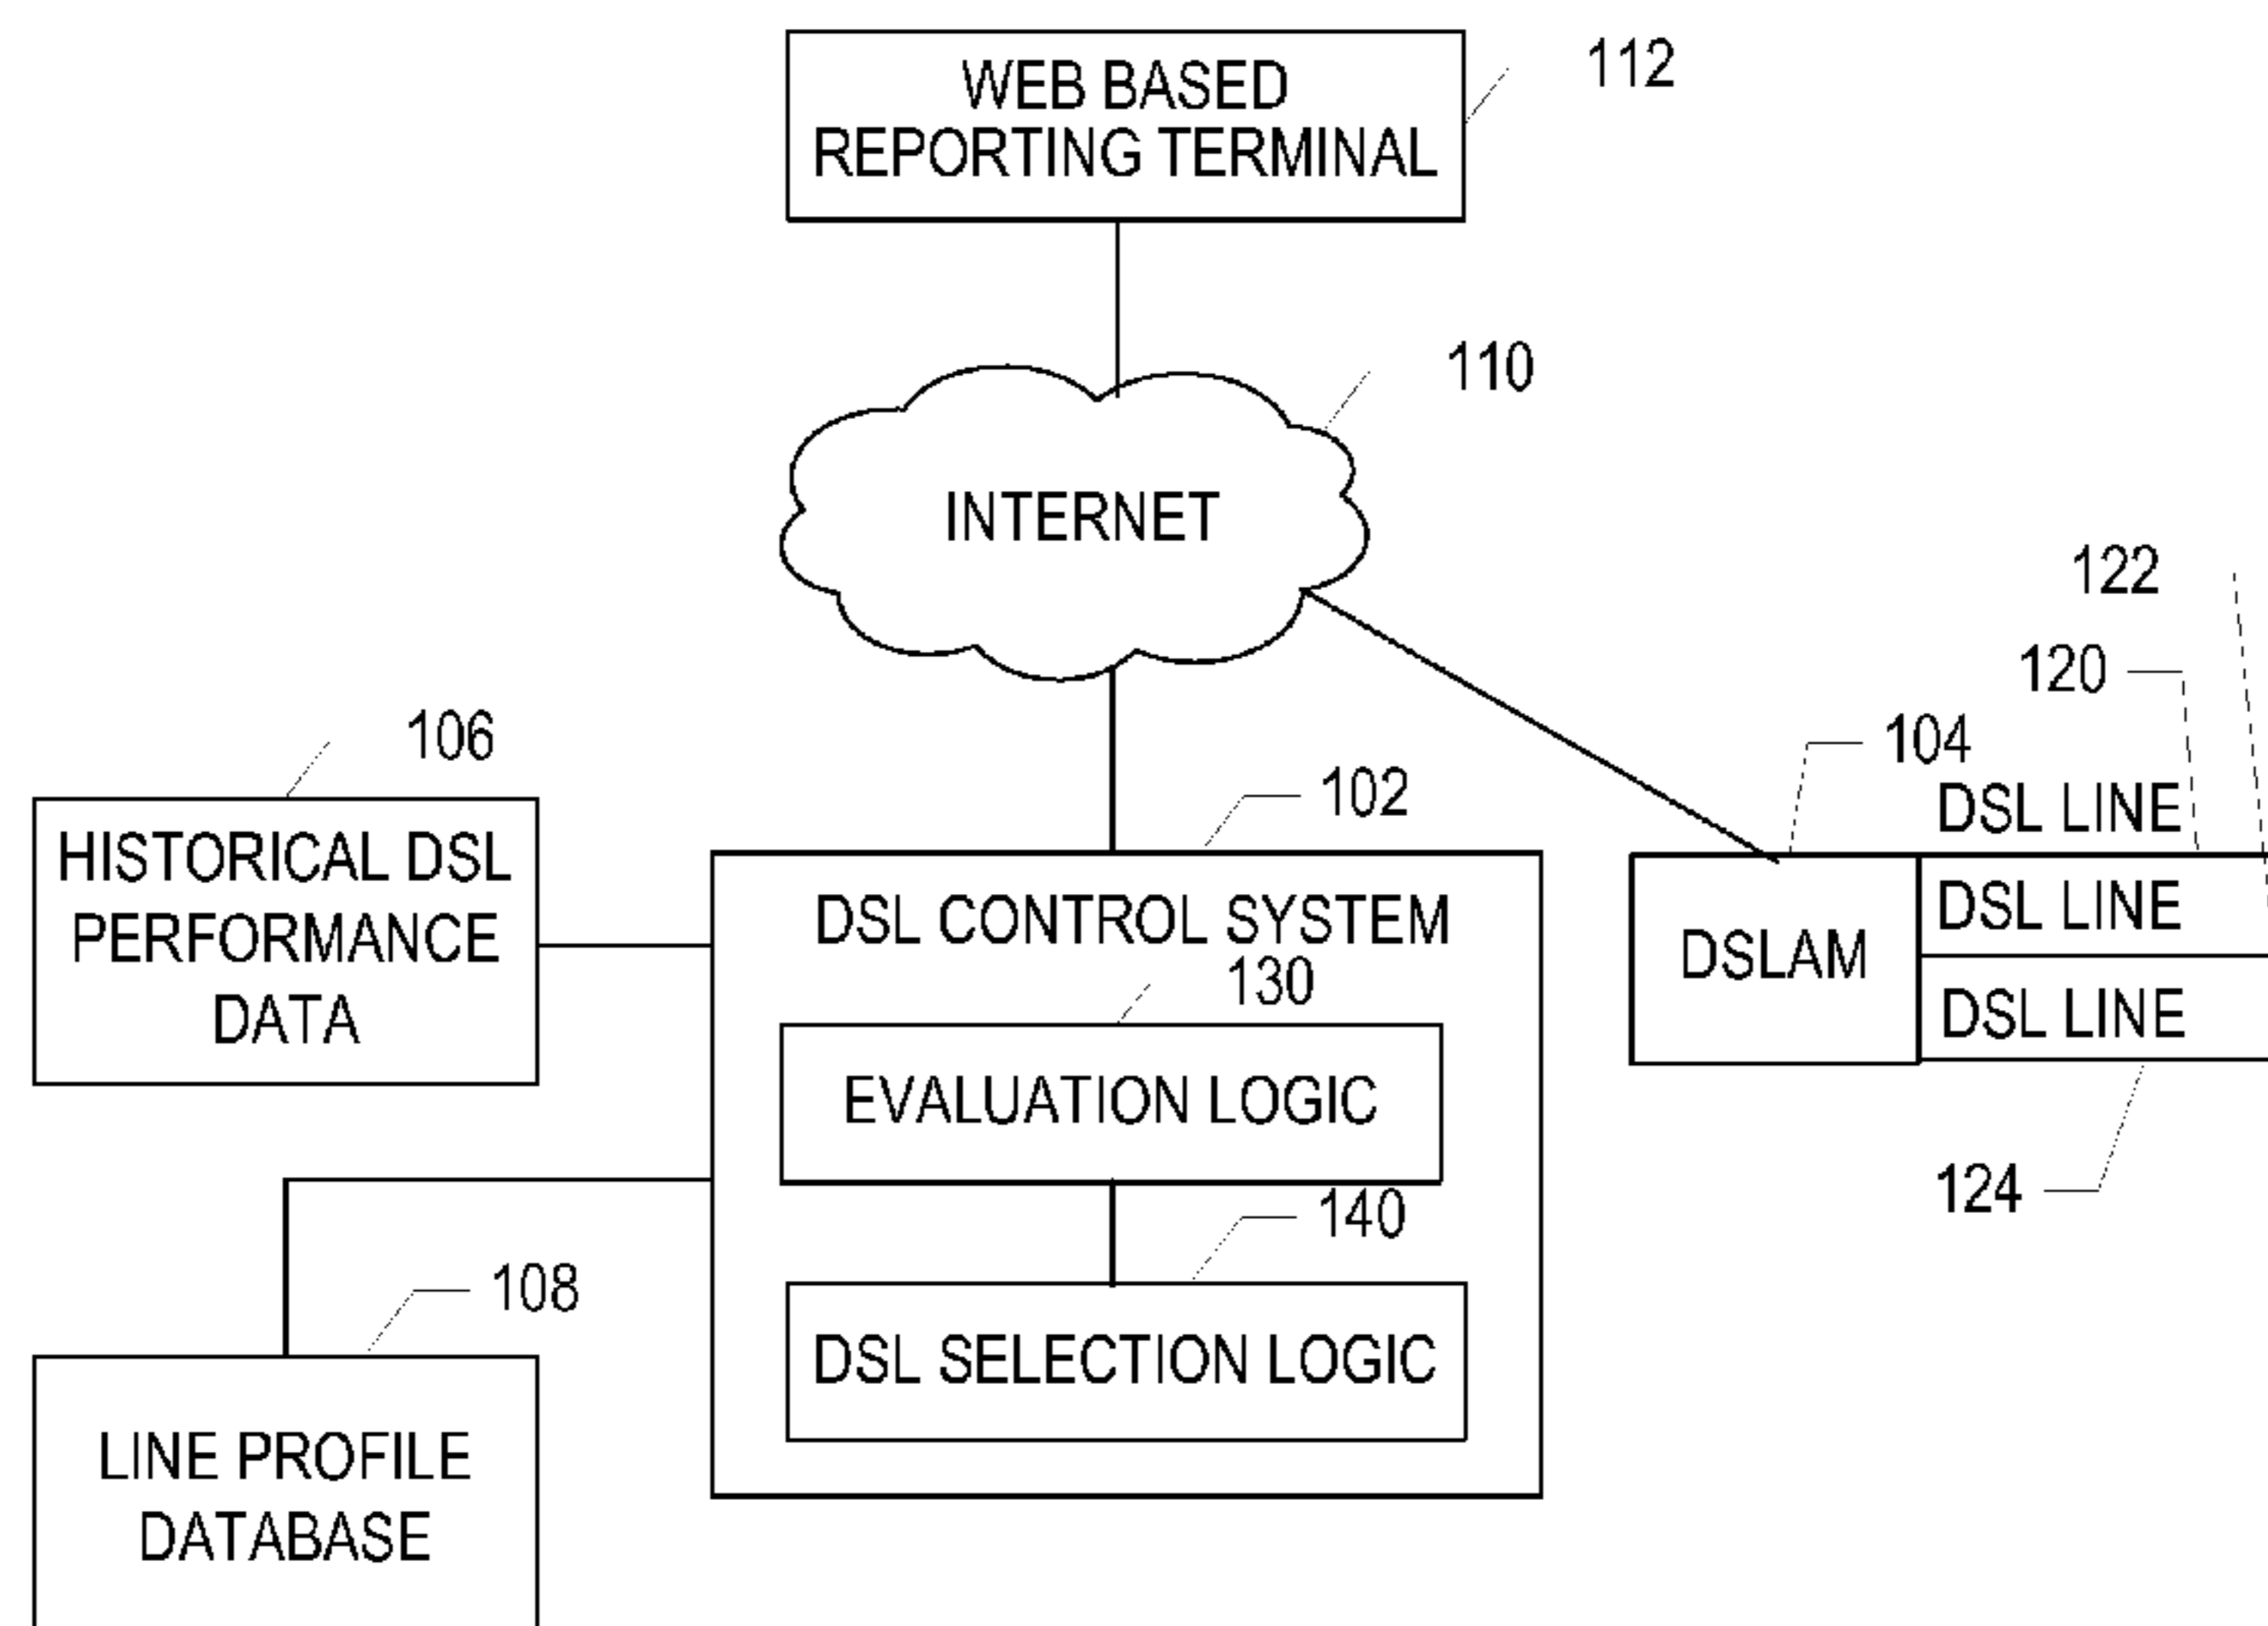 WEB BASED
REPORTING TERMINAL
112
110
INTERNET
122
120
106
104
102
DSL LINE
HISTORICAL DSL
PERFORMANCE
DATA
DSL CONTROL SYSTEM
DSLAM
DSL LINE
DSL LINE
130
EVALUATION LOGIC
124
140
108
DSL SELECTION LOGIC
LINE PROFILE
DATABASE